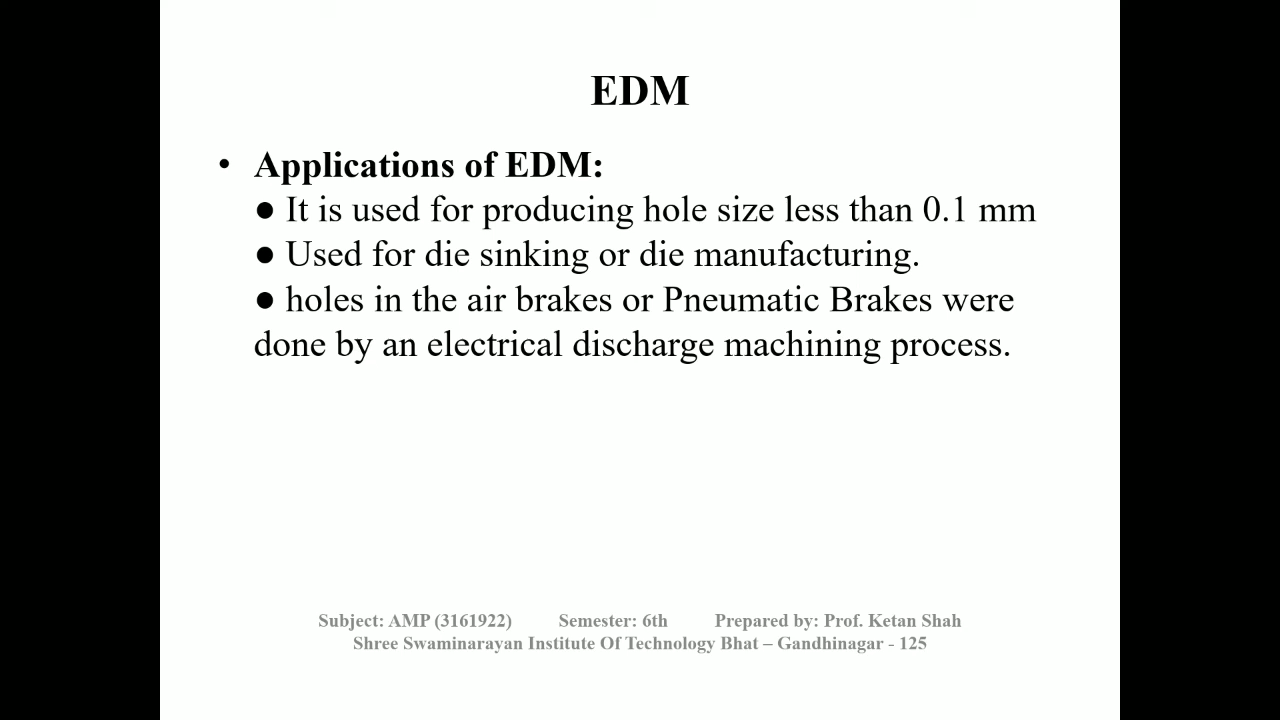 EDM
• Applications of EDM:
● It is used for producing hole size less than 0.1 mm
● Used for die sinking or die manufacturing.
● holes in the air brakes or Pneumatic Brakes were
done by an electrical discharge machining process.
Subject: AMP (3161922) Semester: 6th Prepared by: Prof. Ketan Shah
Shree Swaminarayan Institute Of Technology Bhat – Gandhinagar - 125